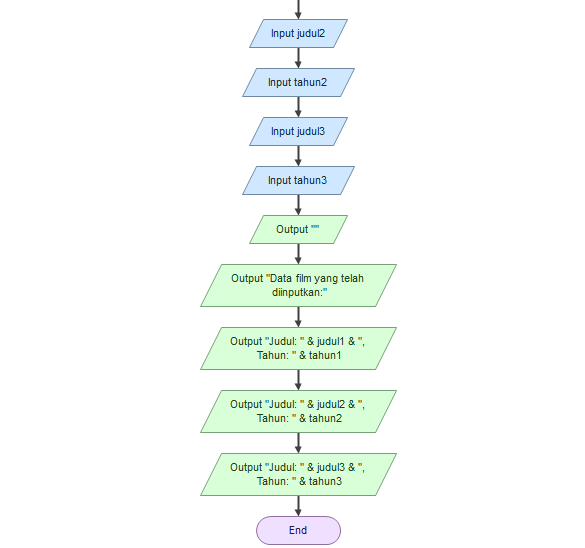 Input judul2
Input tahun2
Input judul3
Input tahun3
Output ""
Output "Data film yang telah
diinputkan:"
Output "Judul: " & judul1 & ",
Tahun: " & tahun1
Output "Judul: " & judul2 & ",
Tahun: " & tahun2
Output "Judul: " & judul3 & ",
Tahun: " & tahun3
End